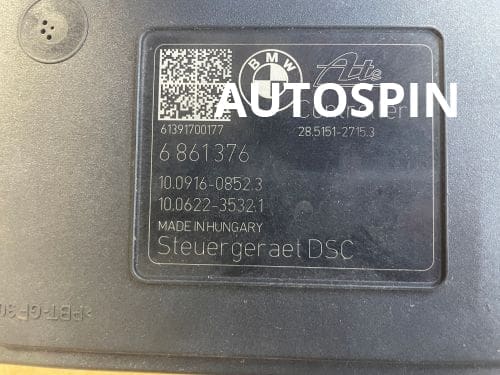 BMW
Ate
AUTOSPIN
Controller
61391700177
28.5151-2715.3
6 861 376
10.0916-0852.3
10.0622-3532.1
MADE IN HUNGARY
Steuergeraet DSC